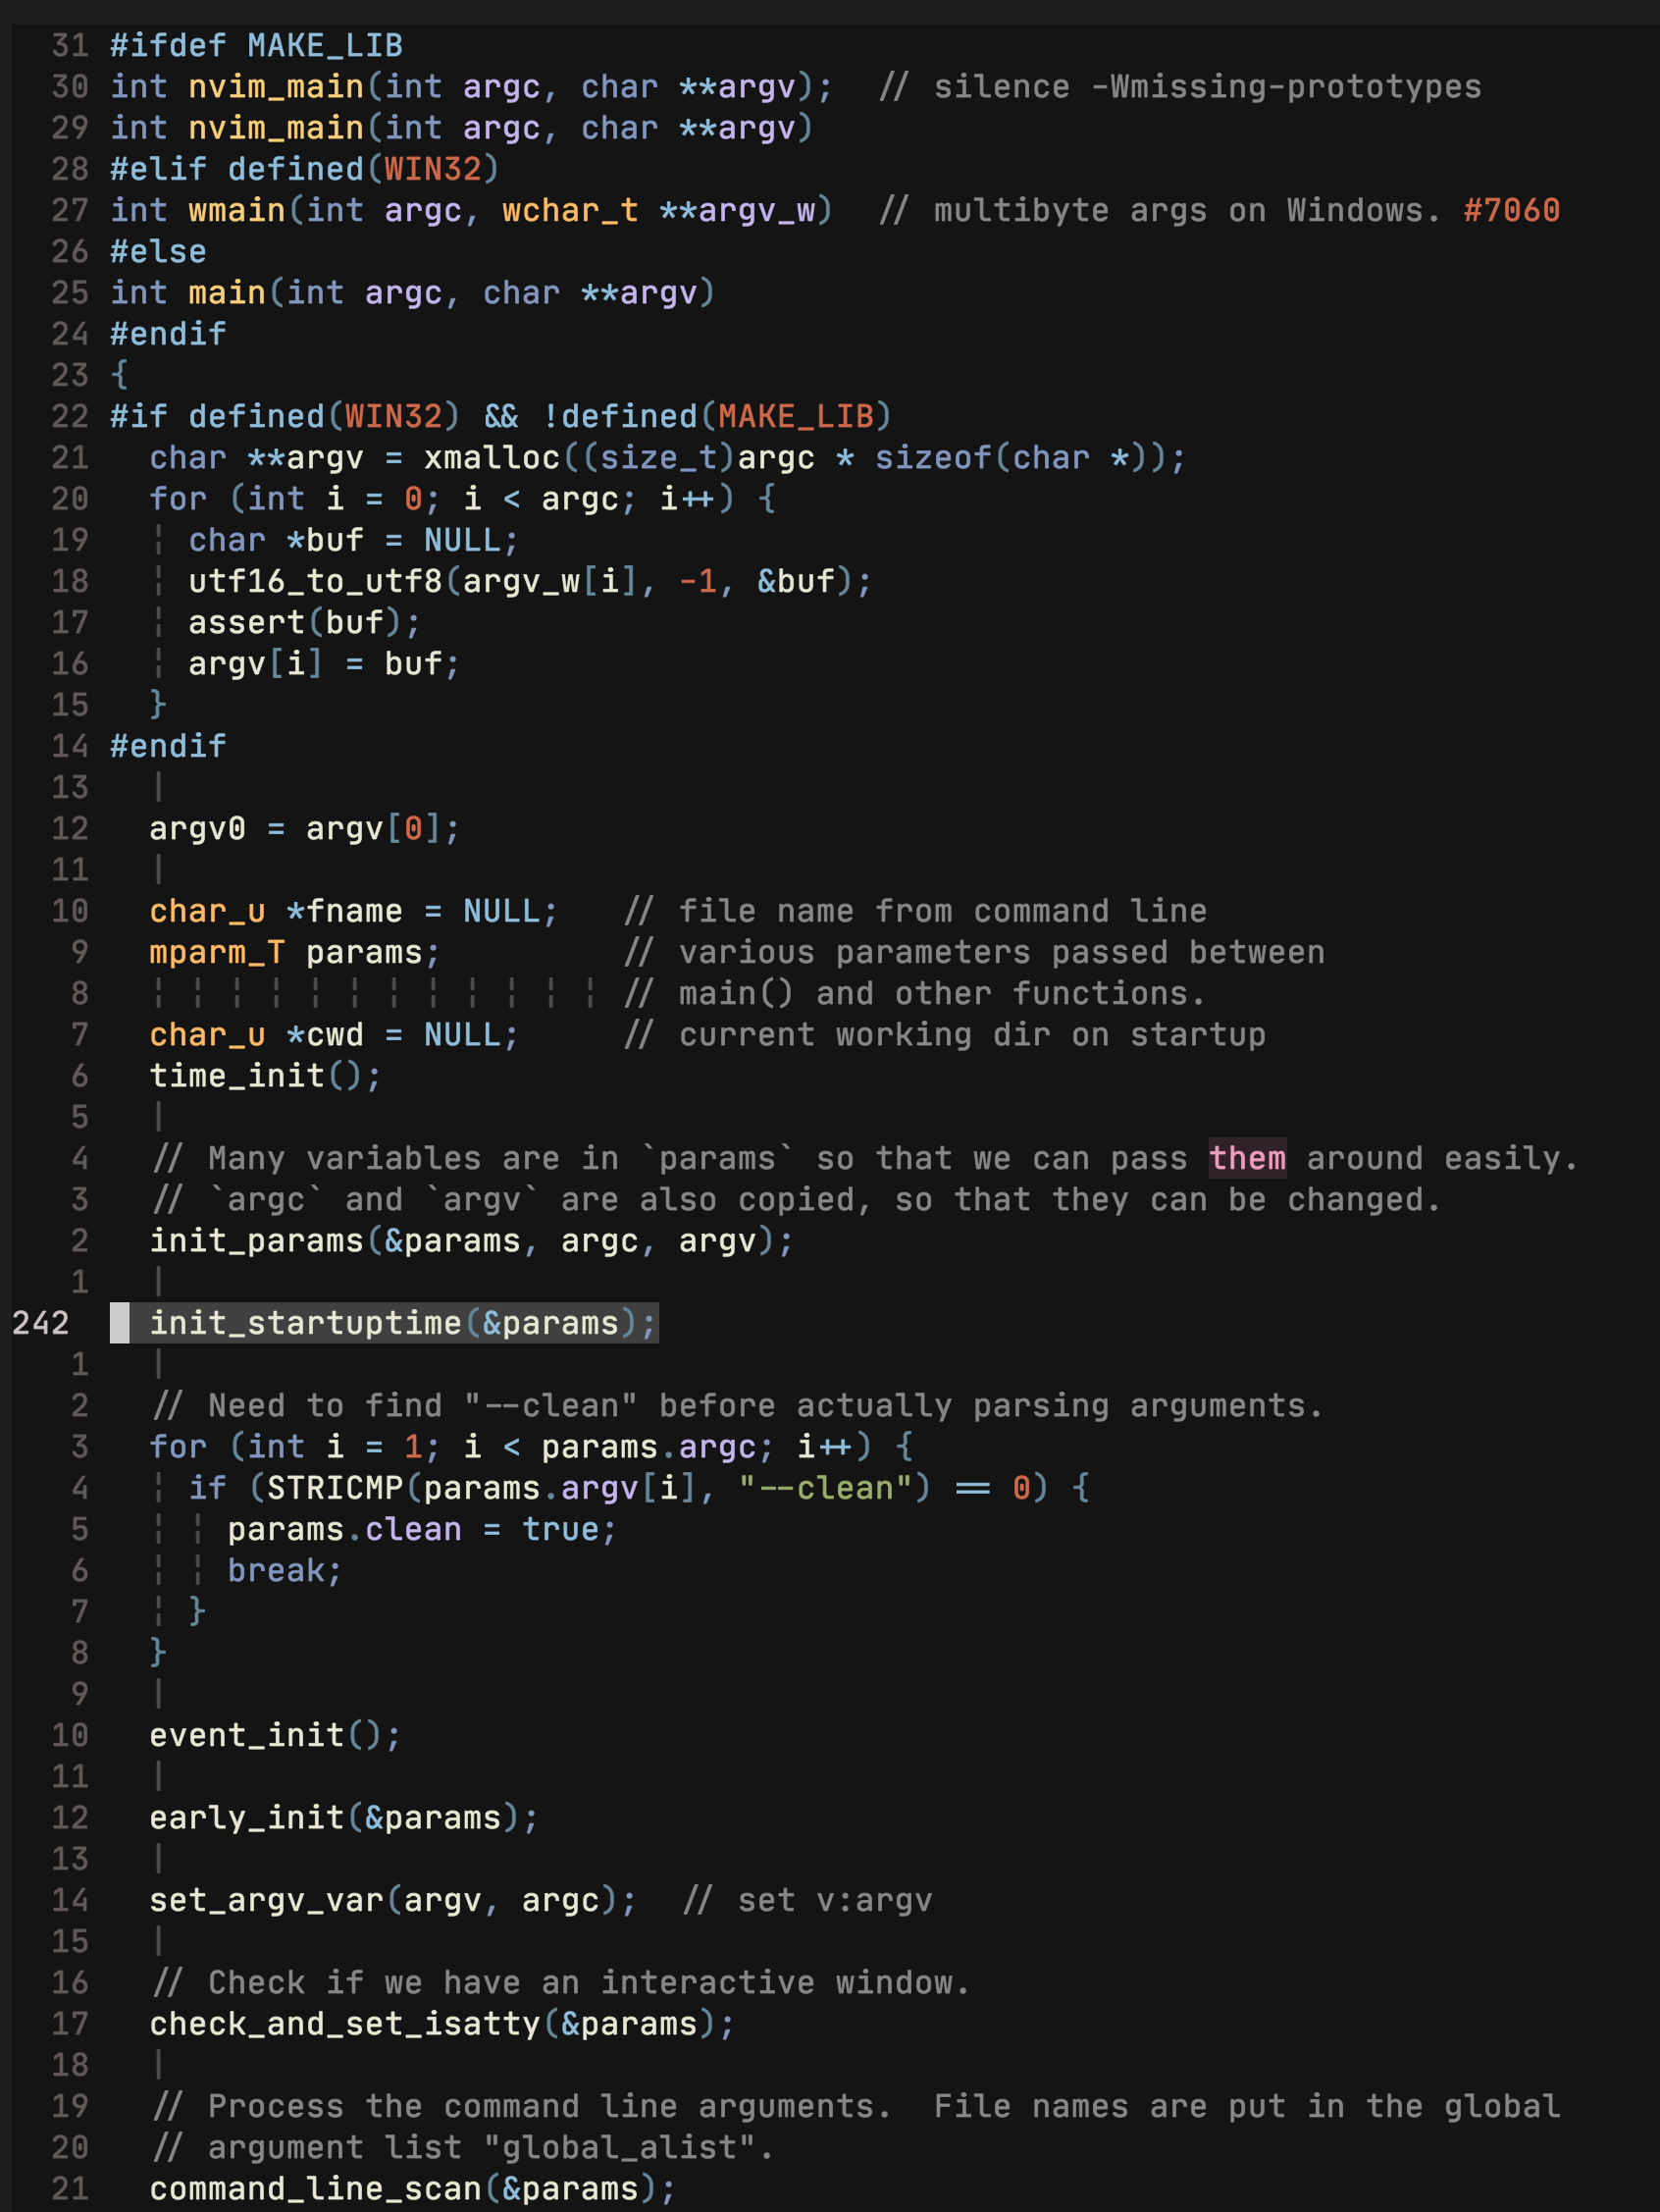 31 #ifdef MAKE_LIB
30 int nvim_main(int argc, char **argv);  // silence -Wmissing-prototypes
29 int nvim_main(int argc, char **argv)
28 #elif defined(WIN32)
27 int wmain(int argc, wchar_t **argv_w)  // multibyte args on Windows. #7060
26 #else
25 int main(int argc, char **argv)
24 #endif
23 {
22 #if defined(WIN32) && !defined(MAKE_LIB)
21   char **argv = xmalloc((size_t)argc * sizeof(char *));
20   for (int i = 0; i < argc; i++) {
19     char *buf = NULL;
18     utf16_to_utf8(argv_w[i], -1, &buf);
17     assert(buf);
16     argv[i] = buf;
15   }
14 #endif
13
12   argv0 = argv[0];
11
10   char_u *fname = NULL;   // file name from command line
9   mparm_T params;         // various parameters passed between
8                           // main() and other functions.
7   char_u *cwd = NULL;     // current working dir on startup
6   time_init();
5
4   // Many variables are in `params` so that we can pass them around easily.
3   // `argc` and `argv` are also copied, so that they can be changed.
2   init_params(&params, argc, argv);
1
242   init_startuptime(&params);
1
2   // Need to find "--clean" before actually parsing arguments.
3   for (int i = 1; i < params.argc; i++) {
4     if (STRICMP(params.argv[i], "--clean") == 0) {
5       params.clean = true;
6       break;
7     }
8   }
9
10   event_init();
11
12   early_init(&params);
13
14   set_argv_var(argv, argc);  // set v:argv
15
16   // Check if we have an interactive window.
17   check_and_set_isatty(&params);
18
19   // Process the command line arguments.  File names are put in the global
20   // argument list "global_alist".
21   command_line_scan(&params);